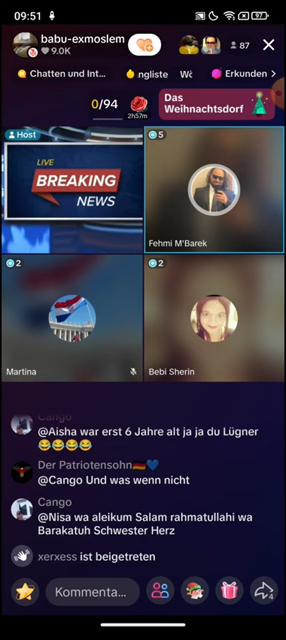 09:51
97
babu-exmoslem
9.0K
87
Chatten und Int...
ngliste
Wö
Erkunden
0/94
2h57m
Das
Weihnachtsdorf
Host
LIVE
BREAKING
NEWS
5
Fehmi M'Barek
2
Martina
2
Bebi Sherin
Cango
@Aisha war erst 6 Jahre alt ja ja du Lügner
😂😂😂😂
Der Patriotensohn🇩🇪💙
@Cango Und was wenn nicht
Cango
@Nisa wa aleikum Salam rahmatullahi wa
Barakatuh Schwester Herz
xerxess ist beigetreten
Kommenta...
4